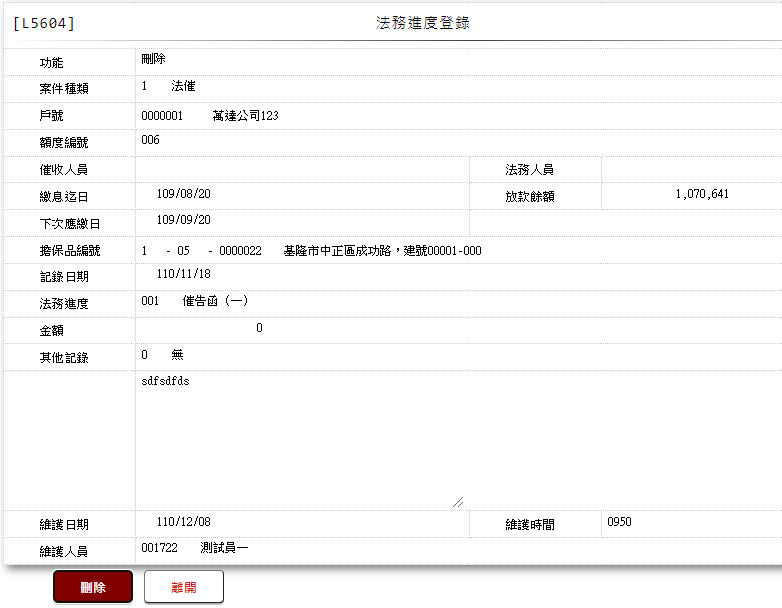 [L5604] 法務進度登錄
功能 刪除
案件種類 1 法催
戶號 0000001 萬達公司123
額度編號 006
催收人員 法務人員
繳息迄日 109/08/20 放款餘額 1,070,641
下次應繳日 109/09/20
擔保品編號 1 - 05 - 0000022 基隆市中正區成功路，建號00001-000
記錄日期 110/11/18
法務進度 001 催告函（一）
金額 0
其他記錄 0 無
sdfsdfds
維護日期 110/12/08 維護時間 0950
維護人員 001722 測試員一
刪除 離開